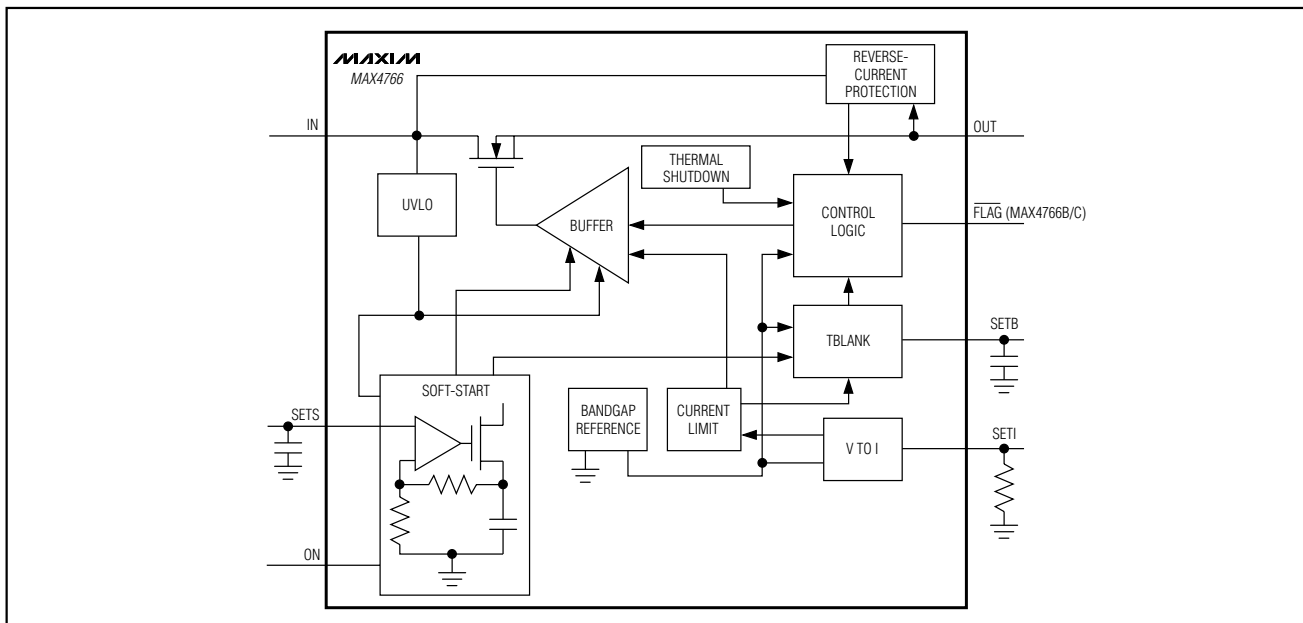 MAXIM
MAX4766
REVERSE-
CURRENT
PROTECTION
IN
OUT
THERMAL
SHUTDOWN
UVLO
BUFFER
CONTROL
LOGIC
FLAG (MAX4766B/C)
TBLANK
SETB
SOFT-START
SETS
BANDGAP
REFERENCE
CURRENT
LIMIT
V TO I
SETI
ON